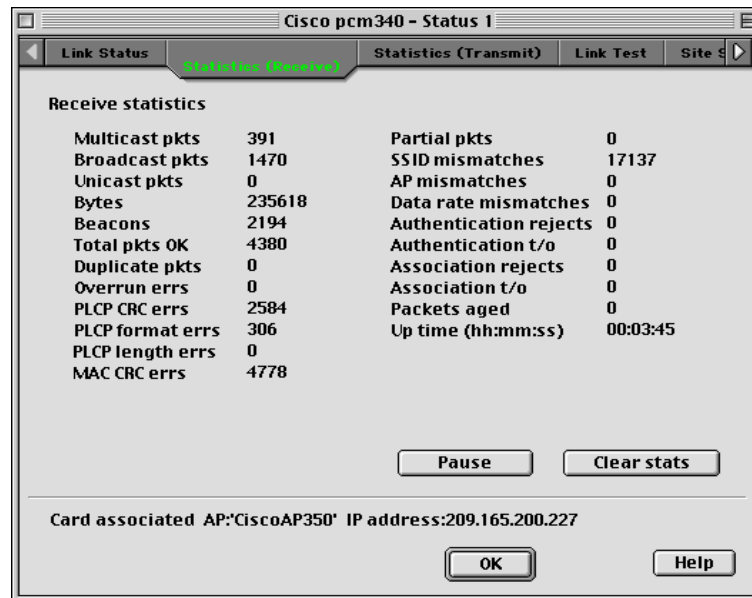 Cisco pcm340 - Status 1
Link Status Statistics (Receive) Statistics (Transmit) Link Test Site S
Receive statistics
Multicast pkts 391
Broadcast pkts 1470
Unicast pkts 0
Bytes 235618
Beacons 2194
Total pkts OK 4380
Duplicate pkts 0
Overrun errs 0
PLCP CRC errs 2584
PLCP format errs 306
PLCP length errs 0
MAC CRC errs 4778
Partial pkts 0
SSID mismatches 17137
AP mismatches 0
Data rate mismatches 0
Authentication rejects 0
Authentication t/o 0
Association rejects 0
Association t/o 0
Packets aged 0
Up time (hh:mm:ss) 00:03:45
Pause Clear stats
Card associated AP:'CiscoAP350' IP address:209.165.200.227
OK Help